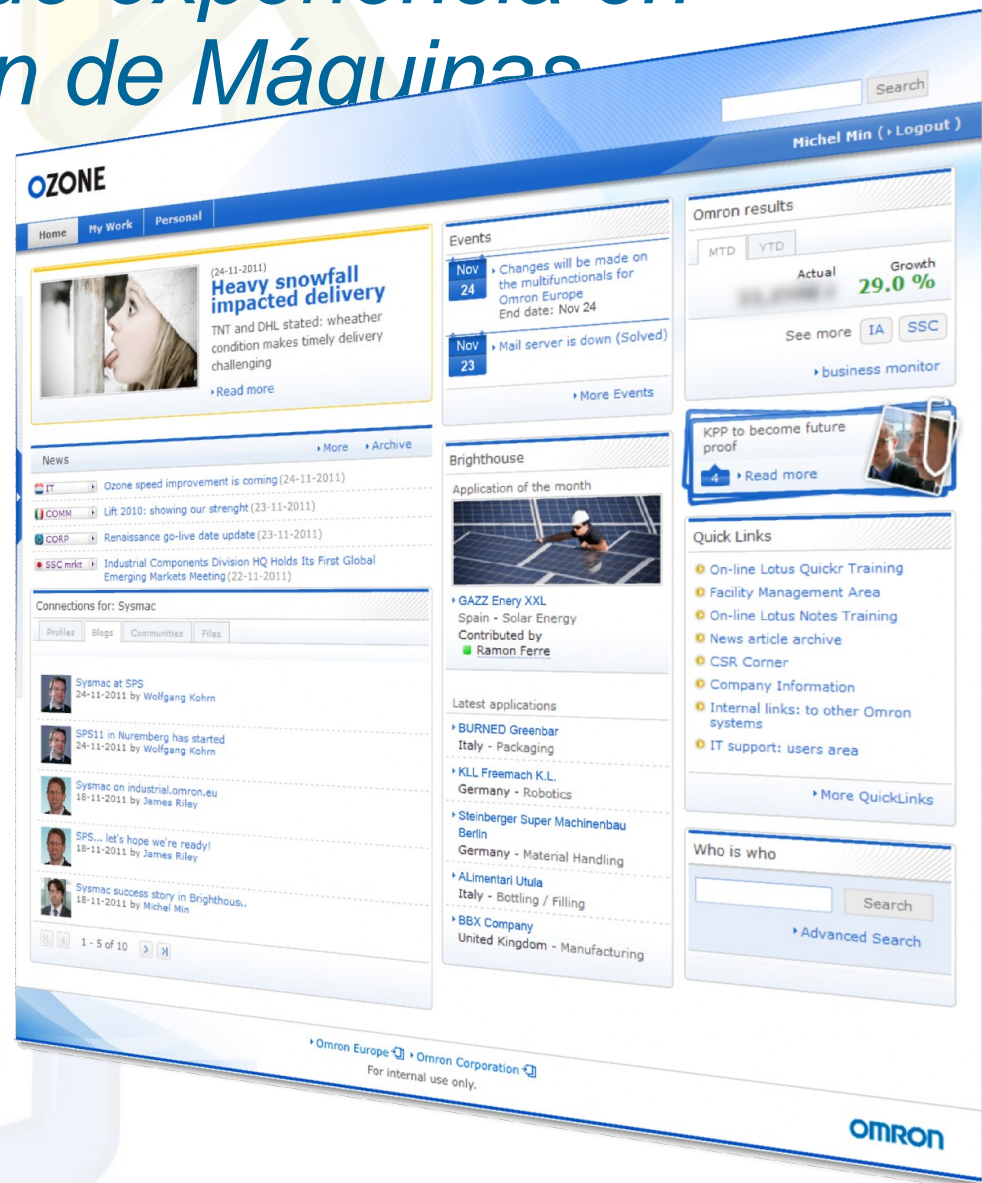 de experiencia en
n de Máquinas
Search
Michel Min ( Logout )
OZONE
Home My Work Personal
(24-11-2011)
Heavy snowfall
impacted delivery
TNT and DHL stated: wheather
condition makes timely delivery
challenging
Read more
News More Archive
IT Ozone speed improvement is coming (24-11-2011)
COMM Lift 2010: showing our strenght (23-11-2011)
CORP Renaissance go-live date update (23-11-2011)
SSC mrkt Industrial Components Division HQ Holds Its First Global
Emerging Markets Meeting (22-11-2011)
Connections for: Sysmac
Profiles Blogs Communities Files
Sysmac at SPS
24-11-2011 by Wolfgang Kohrn
SPS11 in Nuremberg has started
24-11-2011 by Wolfgang Kohrn
Sysmac on industrial.omron.eu
18-11-2011 by James Riley
SPS... let's hope we're ready!
18-11-2011 by James Riley
Sysmac success story in Brighthous..
18-11-2011 by Michel Min
1 - 5 of 10
Events
Nov 24
Changes will be made on
the multifunctionals for
Omron Europe
End date: Nov 24
Nov 23
Mail server is down (Solved)
More Events
Brighthouse
Application of the month
GAZZ Enery XXL
Spain - Solar Energy
Contributed by
Ramon Ferre
Latest applications
BURNED Greenbar
Italy - Packaging
KLL Freemach K.L.
Germany - Robotics
Steinberger Super Machinenbau
Berlin
Germany - Material Handling
ALimentari Utula
Italy - Bottling / Filling
BBX Company
United Kingdom - Manufacturing
Omron results
MTD YTD
Actual Growth
29.0 %
See more IA SSC
business monitor
KPP to become future
proof
4 Read more
Quick Links
On-line Lotus Quickr Training
Facility Management Area
On-line Lotus Notes Training
News article archive
CSR Corner
Company Information
Internal links: to other Omron
systems
IT support: users area
More QuickLinks
Who is who
Search
Advanced Search
Omron Europe Omron Corporation
For internal use only.
OMRON